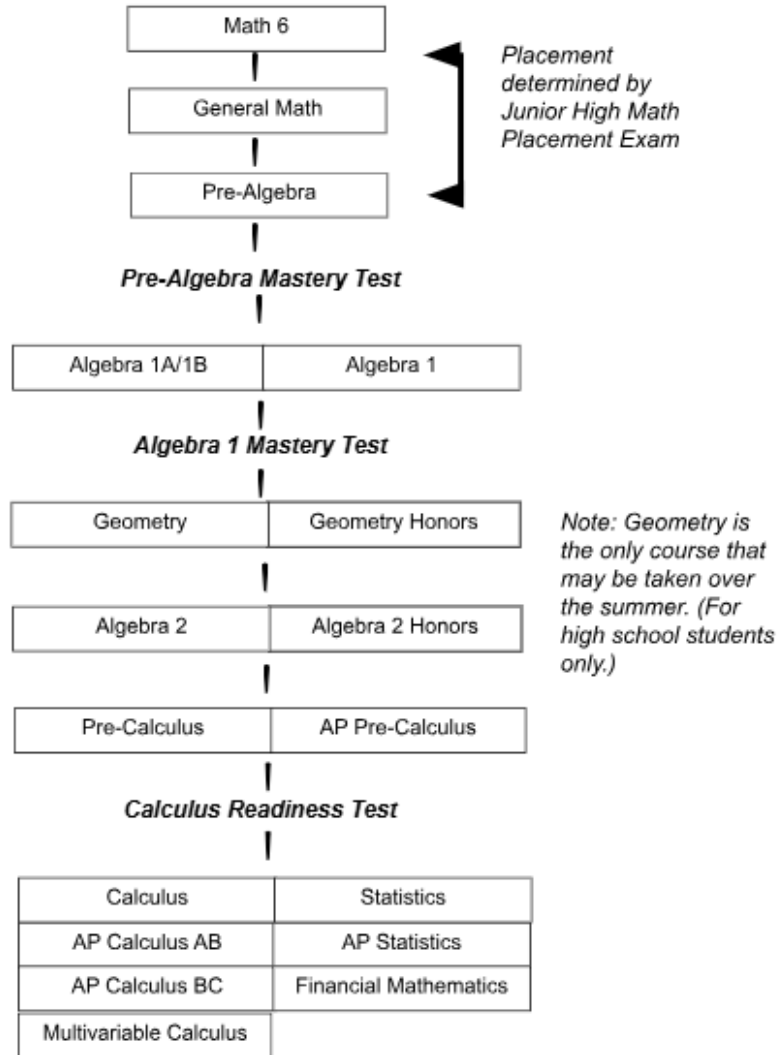 Math 6
Placement
determined by
Junior High Math
Placement Exam
General Math
Pre-Algebra
Pre-Algebra Mastery Test
Algebra 1A/1B
Algebra 1
Algebra 1 Mastery Test
Geometry
Geometry Honors
Note: Geometry is
the only course that
may be taken over
the summer. (For
high school students
only.)
Algebra 2
Algebra 2 Honors
Pre-Calculus
AP Pre-Calculus
Calculus Readiness Test
Calculus
Statistics
AP Calculus AB
AP Statistics
AP Calculus BC
Financial Mathematics
Multivariable Calculus